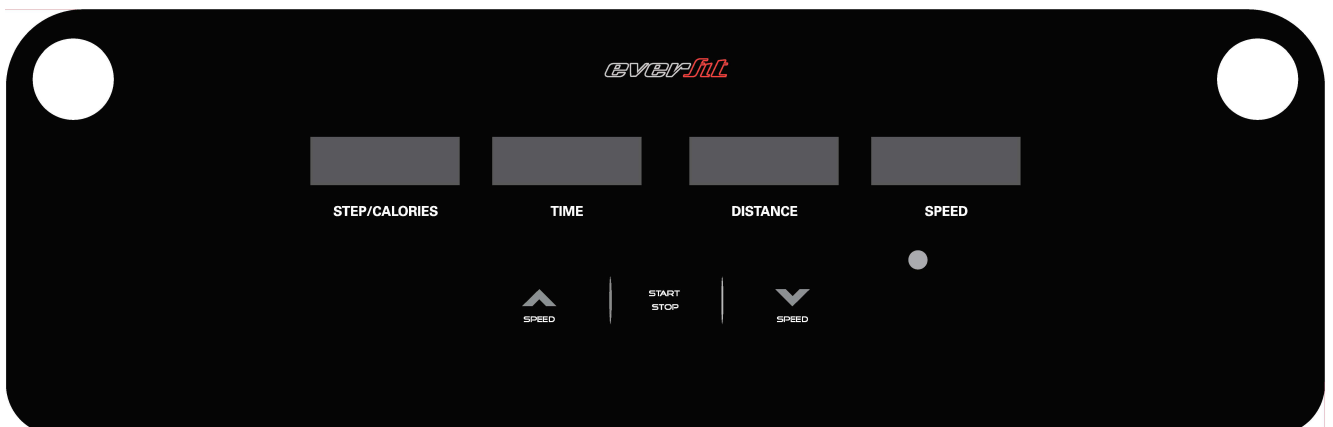 everfit
STEP/CALORIES
TIME
DISTANCE
SPEED
START
STOP
SPEED
SPEED